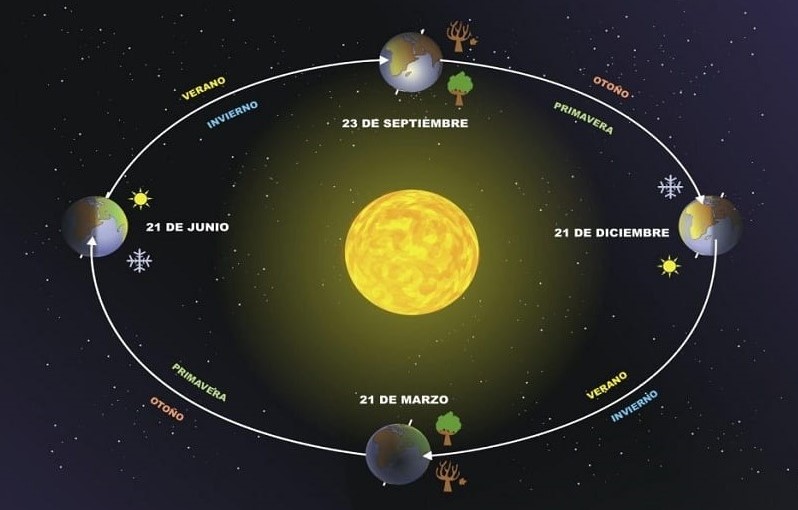 VERANO
OTOÑO
INVIERNO
PRIMAVERA
23 DE SEPTIEMBRE
21 DE JUNIO
21 DE DICIEMBRE
PRIMAVERA
VERANO
OTOÑO
INVIERNO
21 DE MARZO